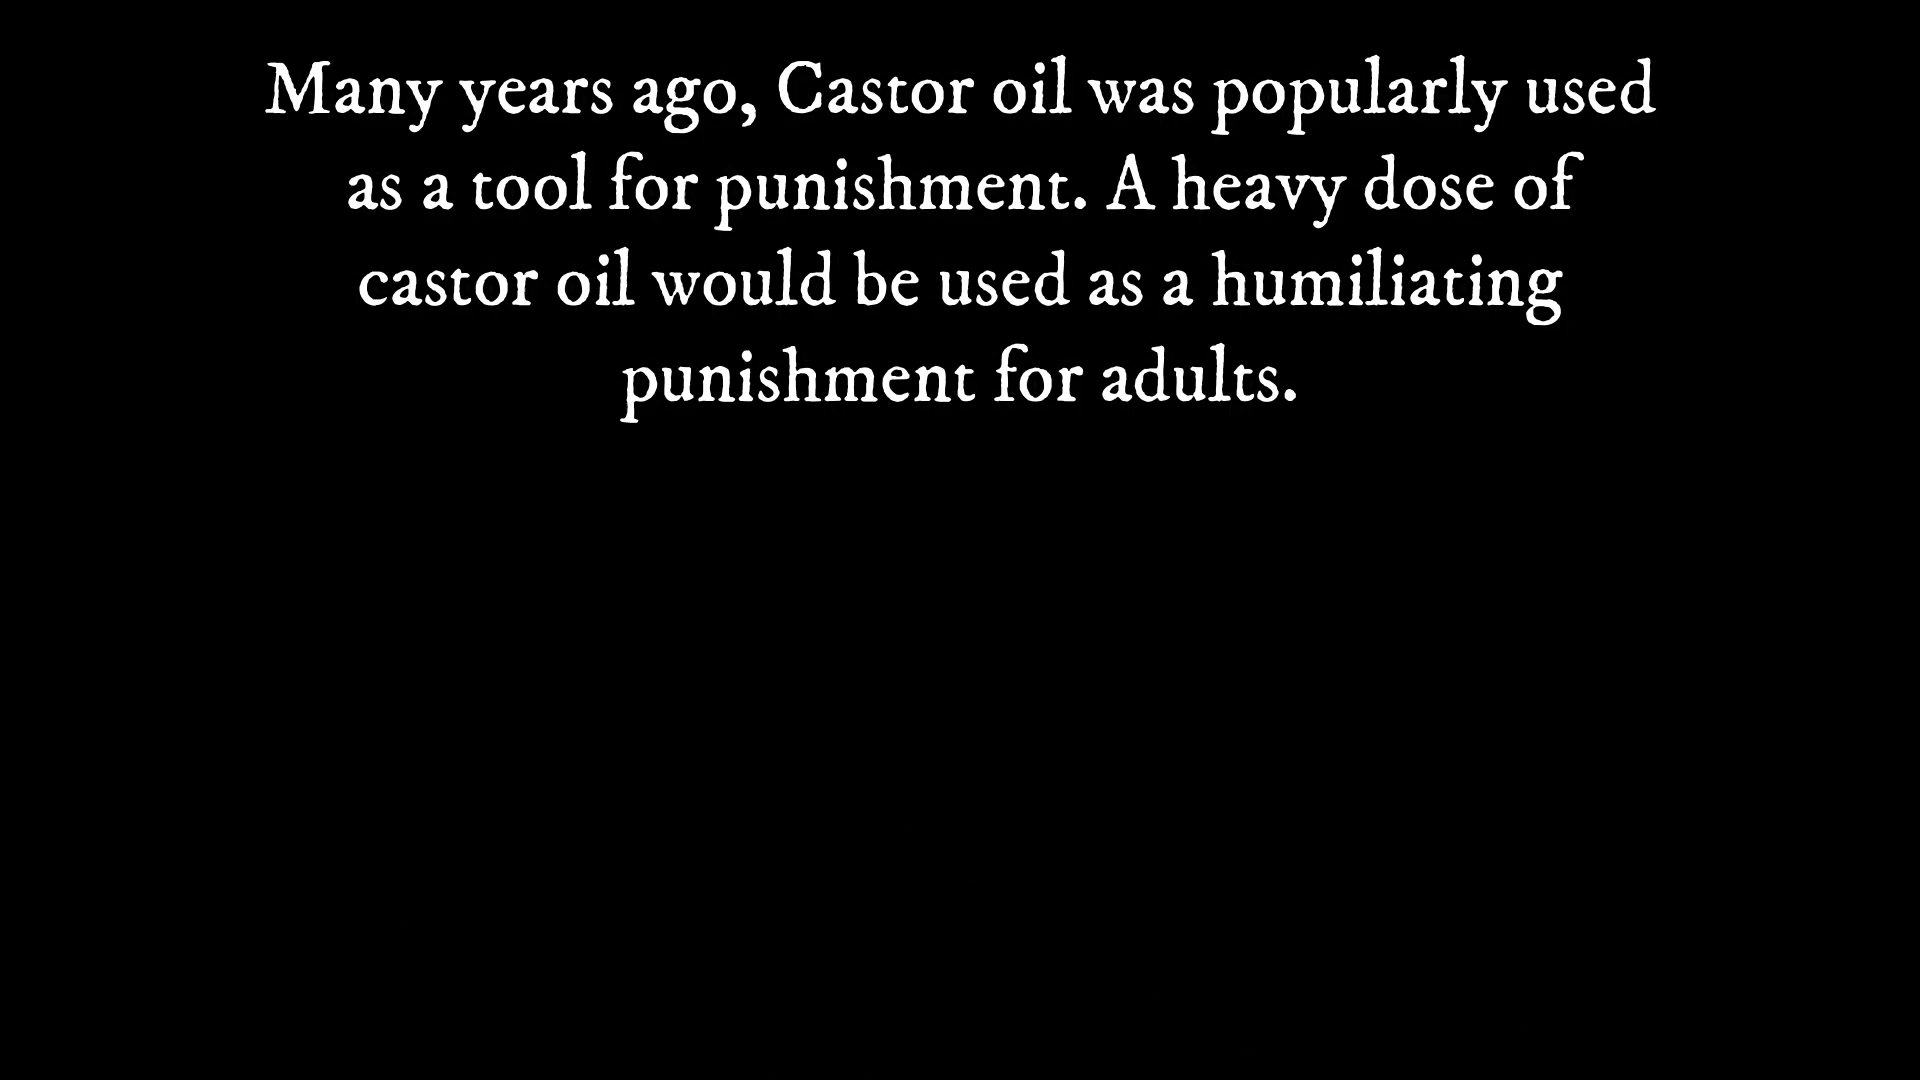 Many years ago, Castor oil was popularly used
as a tool for punishment. A heavy dose of
castor oil would be used as a humiliating
punishment for adults.